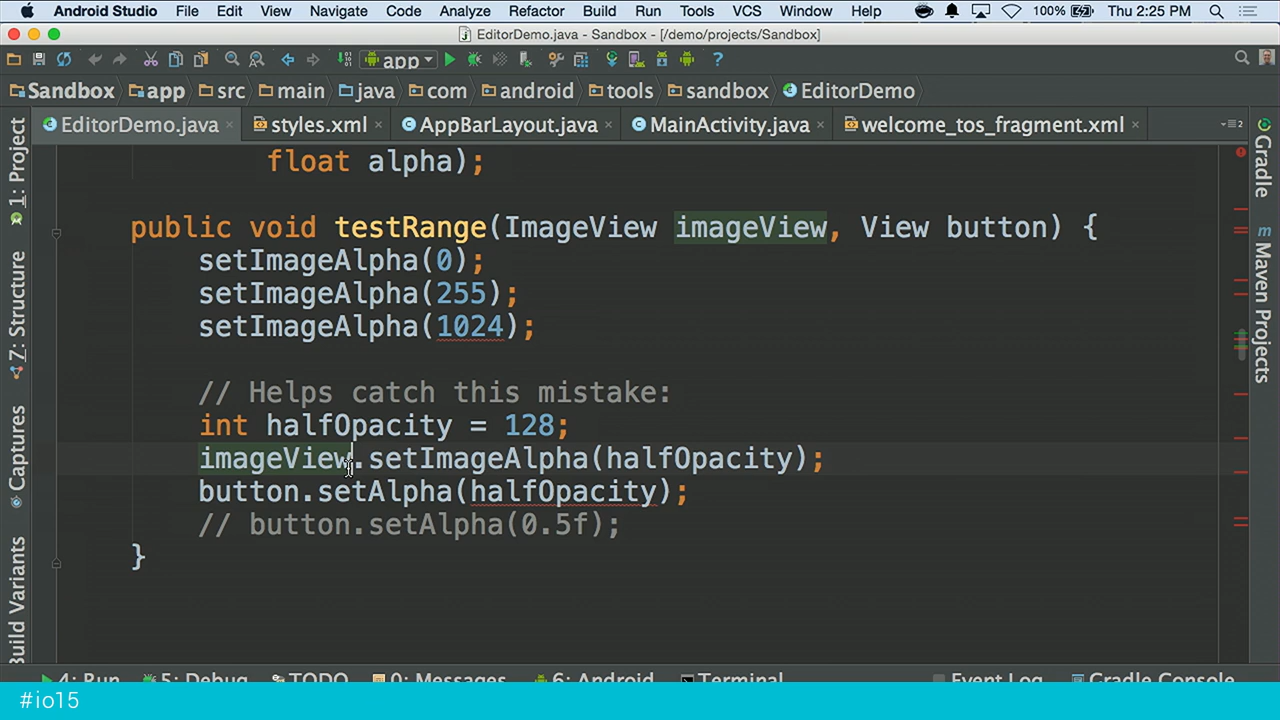 Android Studio File Edit View Navigate Code Analyze Refactor Build Run Tools VCS Window Help 100% Thu 2:25 PM
EditorDemo.java - Sandbox - [/demo/projects/Sandbox]
app
Sandbox app src main java com android tools sandbox EditorDemo
EditorDemo.java styles.xml AppBarLayout.java MainActivity.java welcome_tos_fragment.xml
1: Project
7: Structure
Captures
Build Variants
float alpha);
public void testRange(ImageView imageView, View button) {
setImageAlpha(0);
setImageAlpha(255);
setImageAlpha(1024);
// Helps catch this mistake:
int halfOpacity = 128;
imageView.setImageAlpha(halfOpacity);
button.setAlpha(halfOpacity);
// button.setAlpha(0.5f);
}
Gradle
Maven Projects
4: Run 5: Debug TODO 0: Messages 6: Android Terminal Event Log Gradle Console
#io15